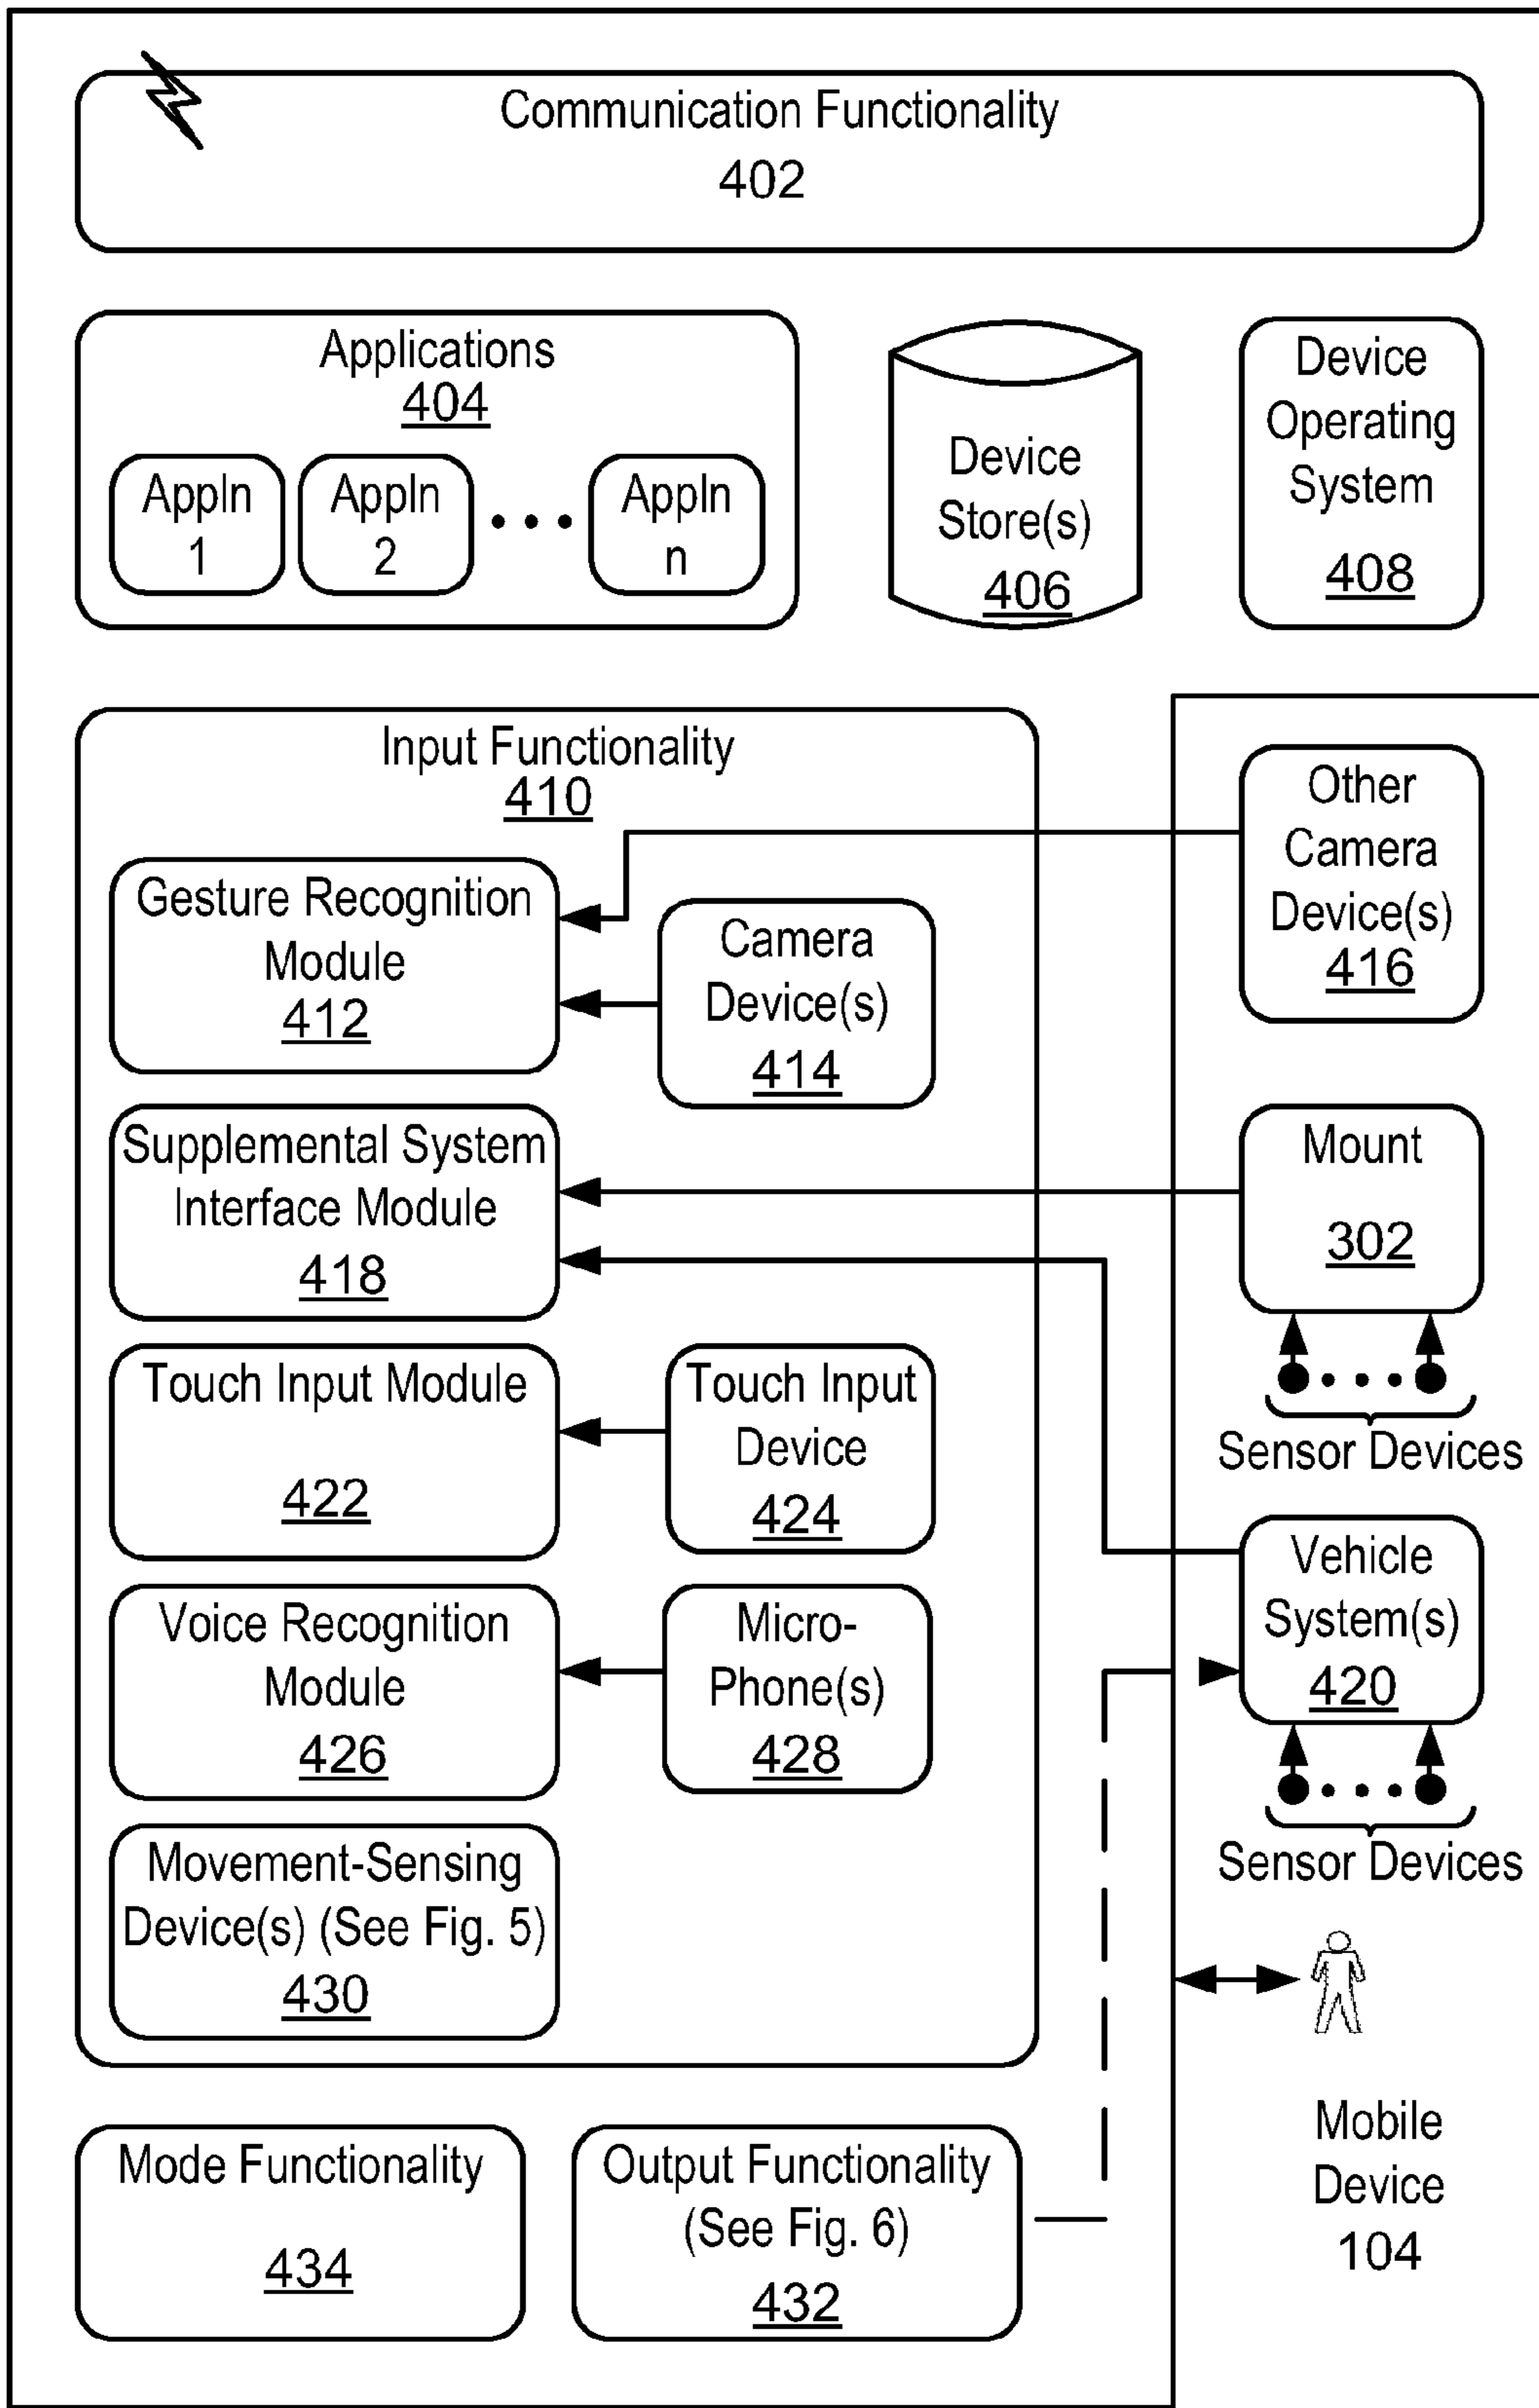 Communication Functionality
402
Applications
404
Appln
1
Appln
2
Appln
n
Device
Store(s)
406
Device
Operating
System
408
Input Functionality
410
Gesture Recognition
Module
412
Camera
Device(s)
414
Other
Camera
Device(s)
416
Supplemental System
Interface Module
418
Mount
302
Sensor Devices
Touch Input Module
422
Touch Input
Device
424
Vehicle
System(s)
420
Sensor Devices
Voice Recognition
Module
426
Micro-
Phone(s)
428
Movement-Sensing
Device(s) (See Fig. 5)
430
Mode Functionality
434
Output Functionality
(See Fig. 6)
432
Mobile
Device
104